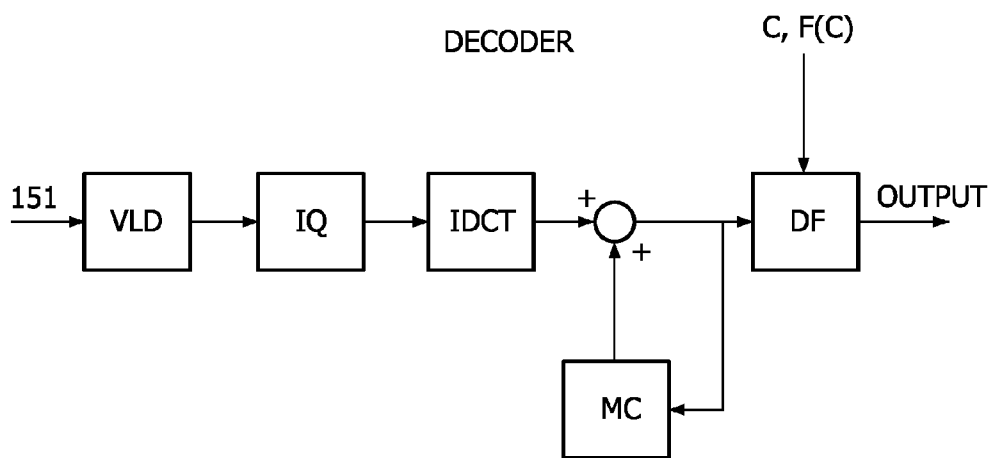 DECODER
C, F(C)
151
VLD
IQ
IDCT
+
+
DF
OUTPUT
MC